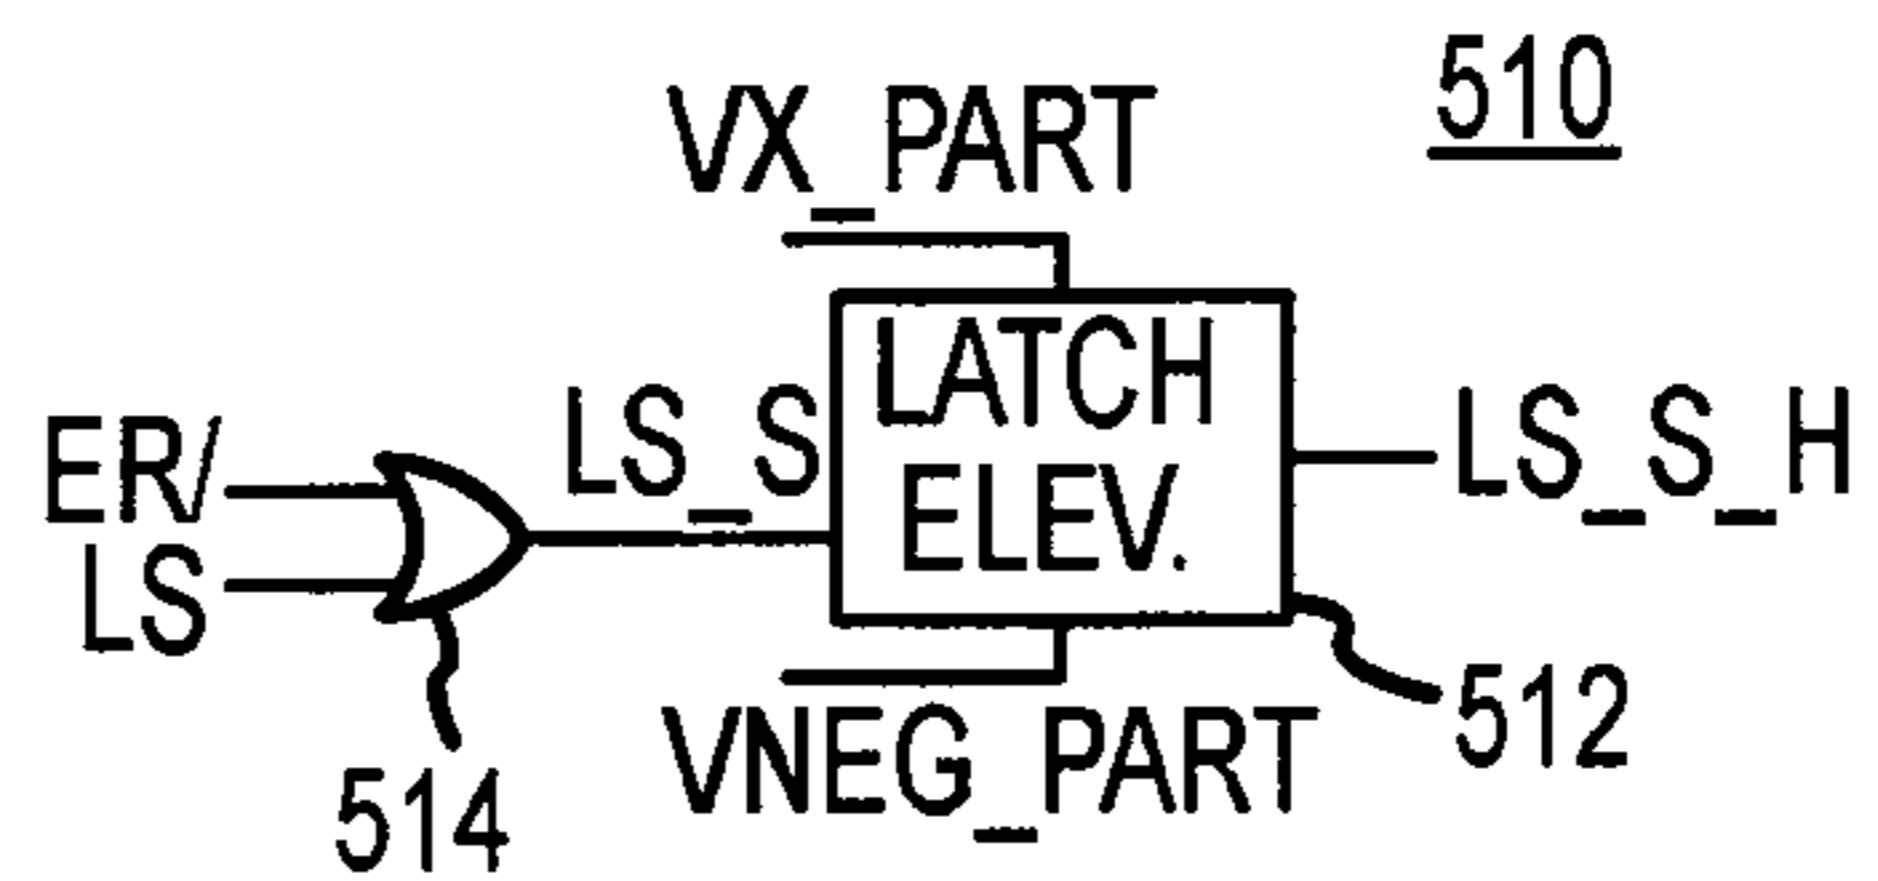 510
VX_PART
LATCH
ELEV.
ER/
LS
LS_S
LS_S_H
VNEG_PART
512
514